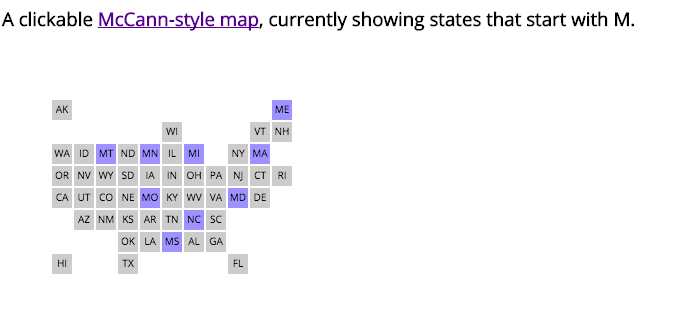 A clickable McCann-style map, currently showing states that start with M.
AK ME
WI VT NH
WA ID MT ND MN IL MI NY MA
OR NV WY SD IA IN OH PA NJ CT RI
CA UT CO NE MO KY WV VA MD DE
AZ NM KS AR TN NC SC
OK LA MS AL GA
HI TX FL